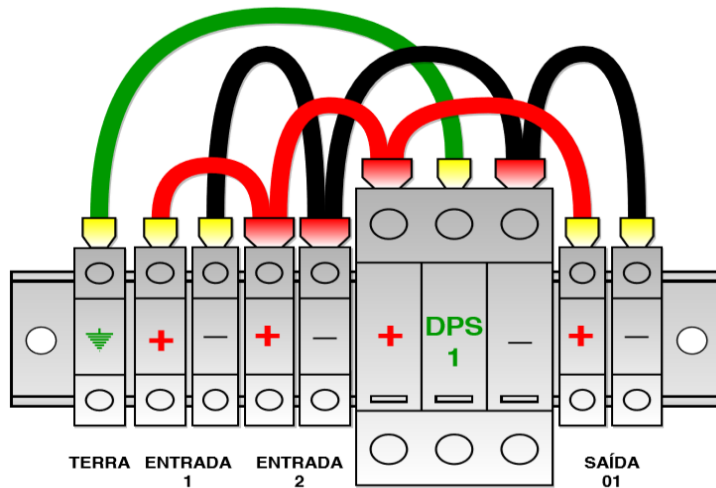 + − + − + DPS − + −
1
TERRA ENTRADA ENTRADA SAÍDA
1 2 01